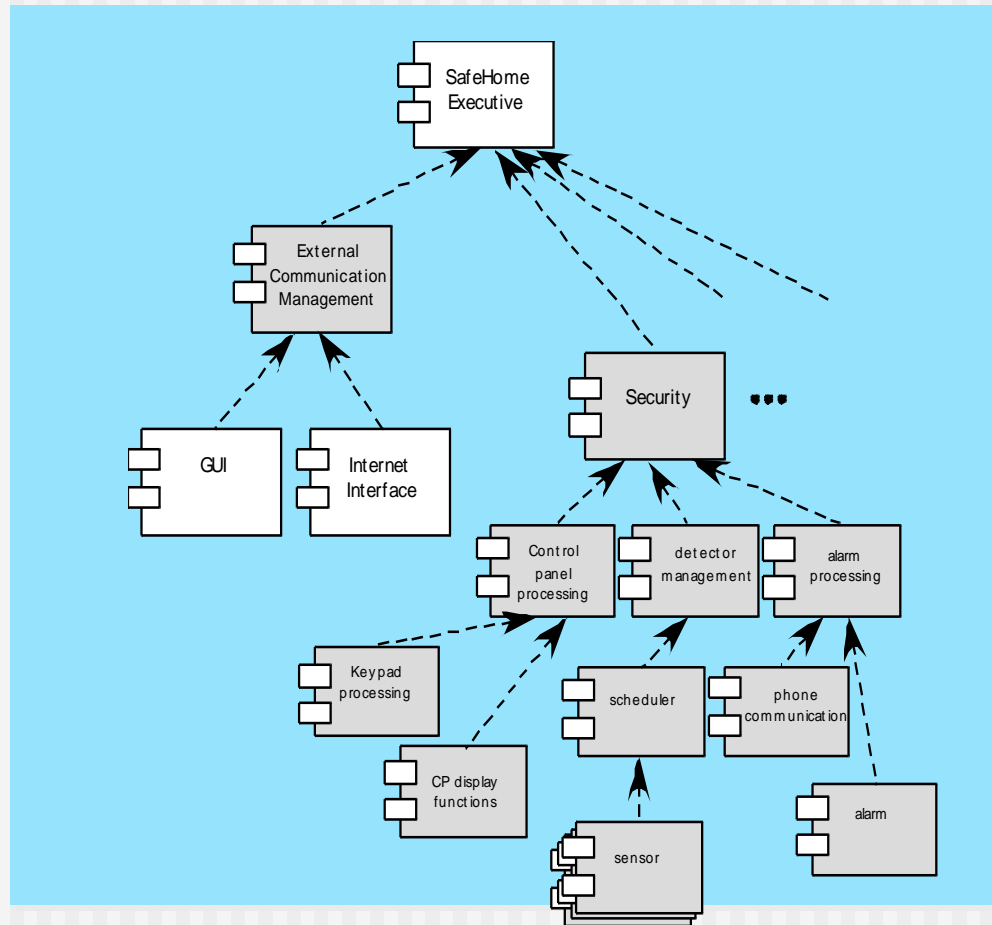 SafeHome
Executive
External
Communication
Management
Security
GUI
Internet
Interface
Control
panel
processing
detector
management
alarm
processing
Keypad
processing
scheduler
phone
communication
CP display
functions
alarm
sensor